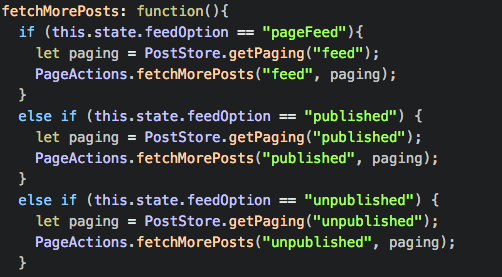 fetchMorePosts: function(){
  if (this.state.feedOption == "pageFeed"){
    let paging = PostStore.getPaging("feed");
    PageActions.fetchMorePosts("feed", paging);
  }
  else if (this.state.feedOption == "published") {
    let paging = PostStore.getPaging("published");
    PageActions.fetchMorePosts("published", paging);
  }
  else if (this.state.feedOption == "unpublished") {
    let paging = PostStore.getPaging("unpublished");
    PageActions.fetchMorePosts("unpublished", paging);
  }